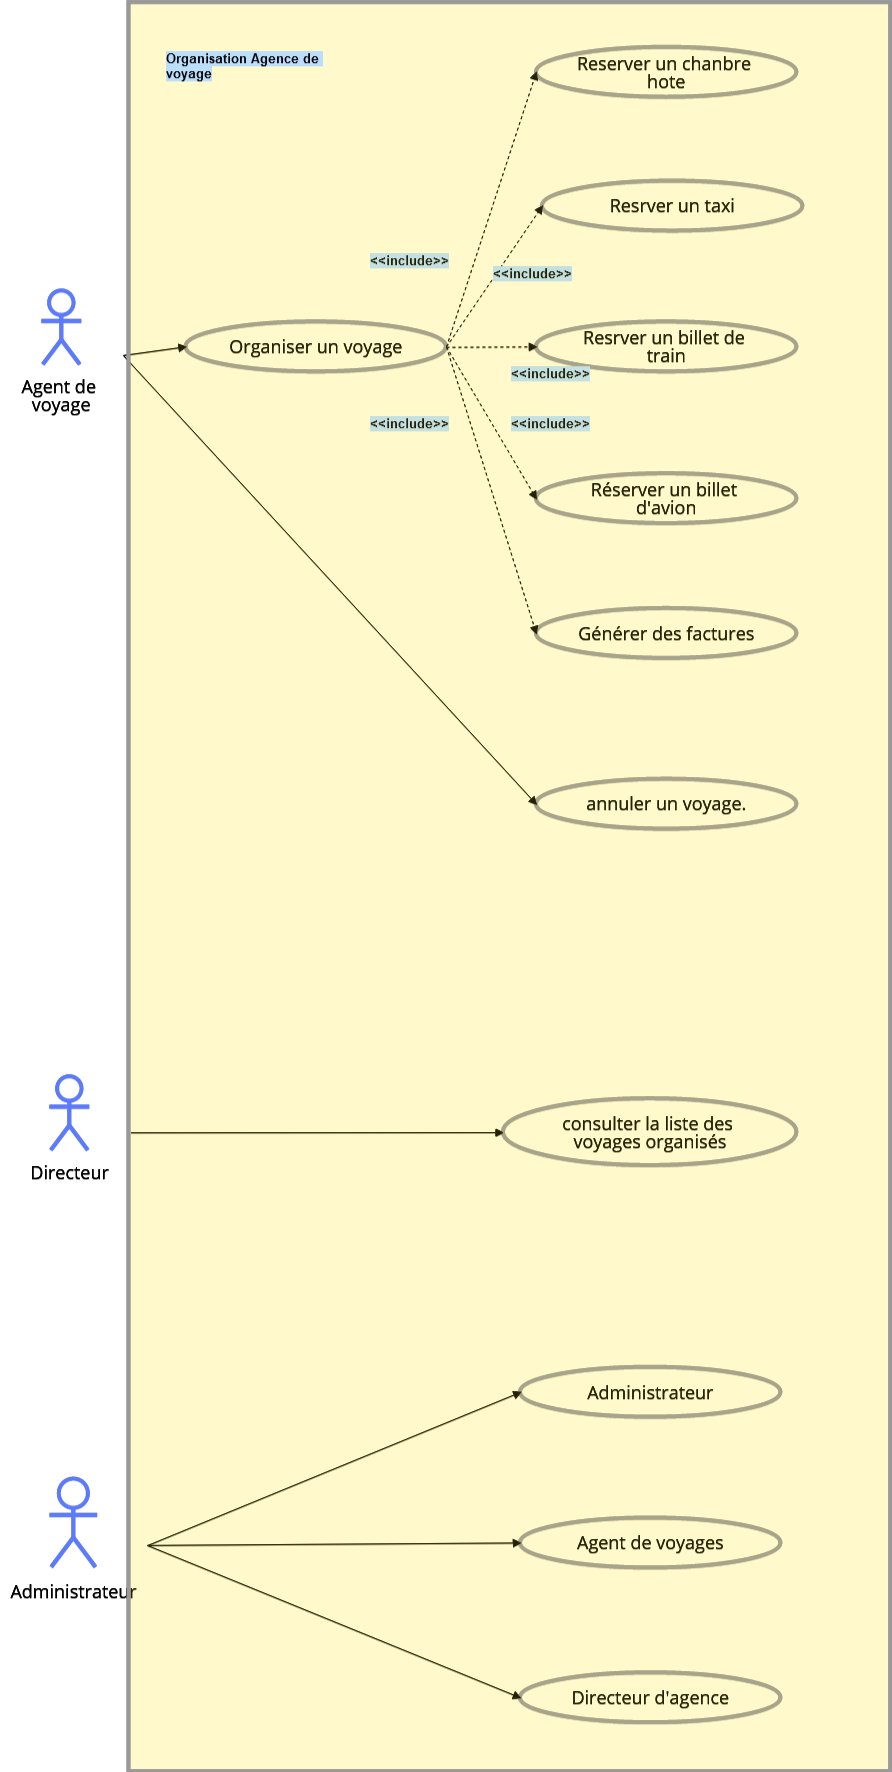 Organisation Agence de
voyage
Reserver un chanbre
hote
Resrver un taxi
<<include>>
<<include>>
Agent de
voyage
Organiser un voyage
Resrver un billet de
train
<<include>>
<<include>>
<<include>>
Réserver un billet
d'avion
Générer des factures
annuler un voyage.
Directeur
consulter la liste des
voyages organisés
Administrateur
Administrateur
Agent de voyages
Directeur d'agence